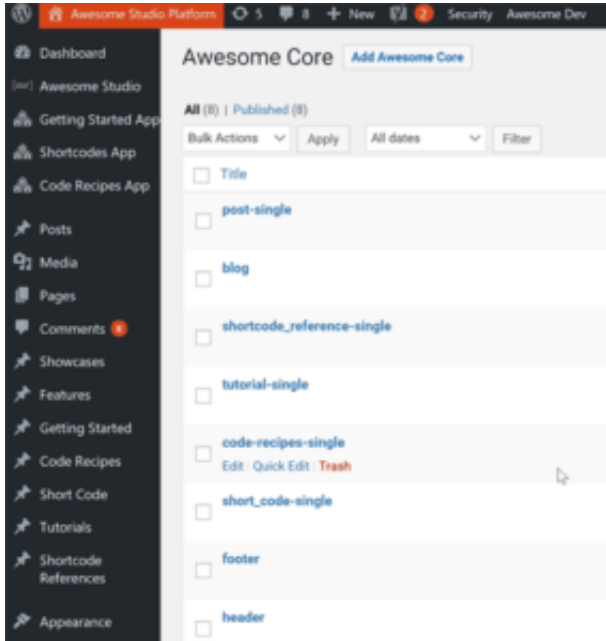 Awesome Studio Platform 5 8 + New 2 Security Awesome Dev
Dashboard
Awesome Studio
Getting Started App
Shortcodes App
Code Recipes App
Posts
Media
Pages
Comments 8
Showcases
Features
Getting Started
Code Recipes
Short Code
Tutorials
Shortcode
References
Appearance
Awesome Core Add Awesome Core
All (8) | Published (8)
Bulk Actions Apply All dates Filter
Title
post-single
blog
shortcode_reference-single
tutorial-single
code-recipes-single
Edit | Quick Edit | Trash
short_code-single
footer
header